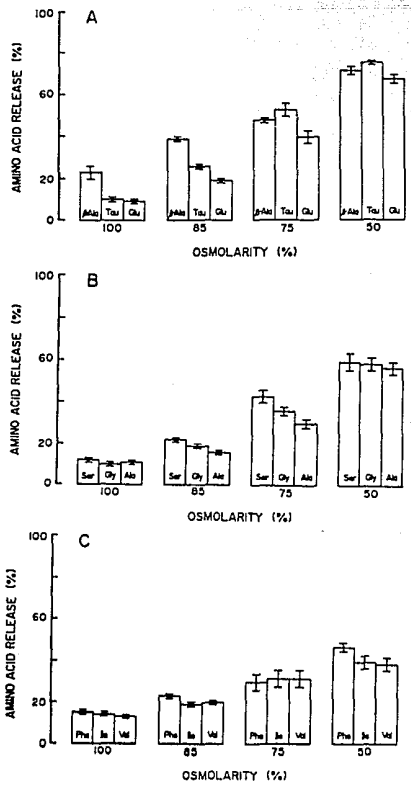 A
AMINO ACID RELEASE (%)
100
60
20
0
β-Ala Tau Glu β-Ala Tau Glu β-Ala Tau Glu β-Ala Tau Glu
100 85 75 50
OSMOLARITY (%)
B
AMINO ACID RELEASE (%)
100
60
20
0
Ser Gly Ala Ser Gly Ala Ser Gly Ala Ser Gly Ala
100 85 75 50
OSMOLARITY (%)
C
AMINO ACID RELEASE (%)
100
60
20
0
Phe Ile Val Phe Ile Val Phe Ile Val Phe Ile Val
100 85 75 50
OSMOLARITY (%)